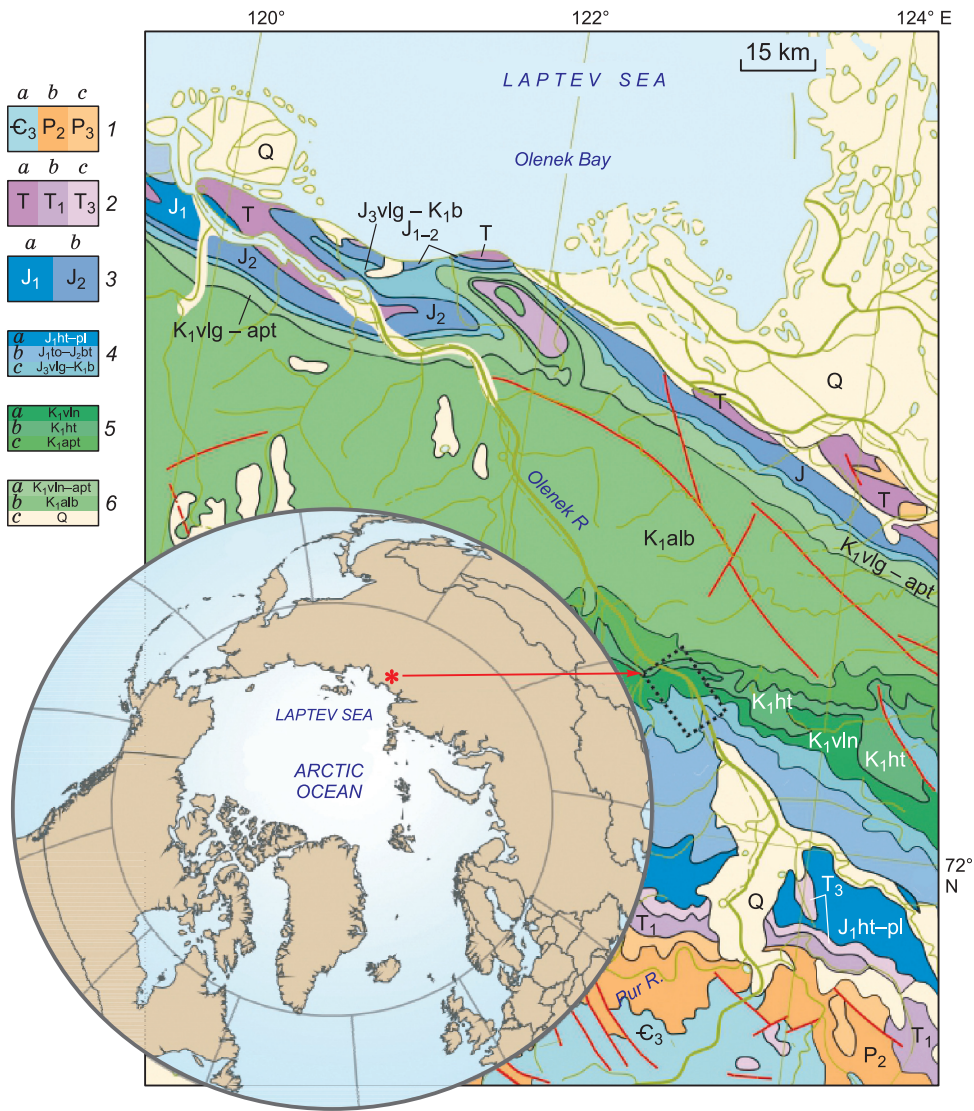 120°
122°
124° E
15 km
LAPTEV SEA
Olenek Bay
a b c
Є₃ P₂ P₃ 1
a b c
T T₁ T₃ 2
a b
J₁ J₂ 3
a J₁ht–pl
b J₁to–J₂bt 4
c J₃vlg–K₁b
a K₁vln
b K₁ht 5
c K₁apt
a K₁vln–apt
b K₁alb 6
c Q
Q
J₁
T
J₃vlg – K₁b
J₁₋₂
T
J₂
J₂
K₁vlg – apt
Q
T
J
T
Olenek R
K₁alb
K₁vlg – apt
K₁ht
K₁vln
K₁ht
*
LAPTEV SEA
ARCTIC
OCEAN
72°
N
T₃
Q
T₁
J₁ht–pl
Pur R.
Є₃
P₂
T₁